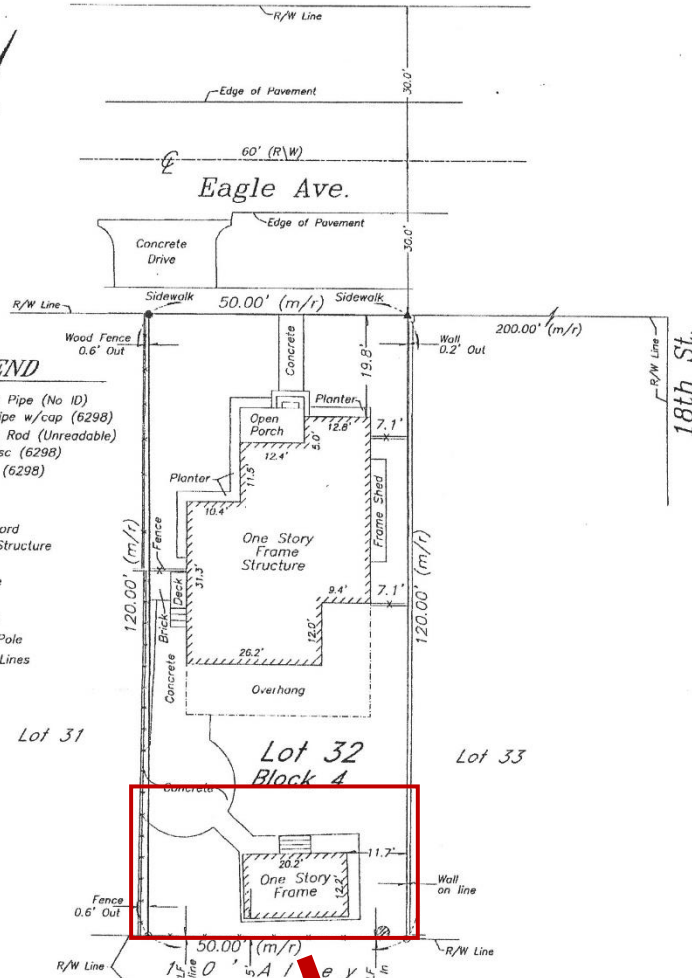 R/W Line
30.0'
Edge of Pavement
60' (R\W)
Eagle Ave.
Edge of Pavement
Concrete
Drive
30.0'
R/W Line
Sidewalk
50.00' (m/r)
Sidewalk
200.00' (m/r)
R/W Line
18th St.
Wood Fence
0.6' Out
Concrete
19.8'
Wall
0.2' Out
END
Pipe (No ID)
ipe w/cap (6298)
Rod (Unreadable)
sc (6298)
(6298)
ord
Structure
Pole
Lines
Planter
Open
Porch
12.8'
7.1'
12.4'
5.0'
Planter
11.5'
10.4'
Frame Shed
One Story
Frame
Structure
Fence
120.00' (m/r)
31.3'
Deck
Brick
9.4'
7.1'
12.0'
120.00' (m/r)
26.2'
Concrete
Overhang
Lot 31
Lot 32
Block 4
Lot 33
Concrete
11.7'
20.2'
One Story
Frame
12.2'
Wall
on line
Fence
0.6' Out
50.00' (m/r)
R/W Line
R/W Line